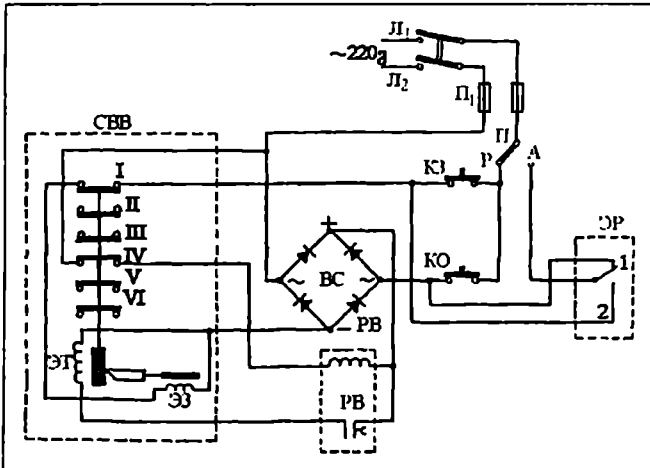 Л₁
~220
Л₂
П₁
П
СВВ
Р
А
I
КЗ
II
ЭР
III
+
IV
КО
1
~
ВС
~
V
2
VI
—
РВ
ЭТ
РВ
ЭЗ